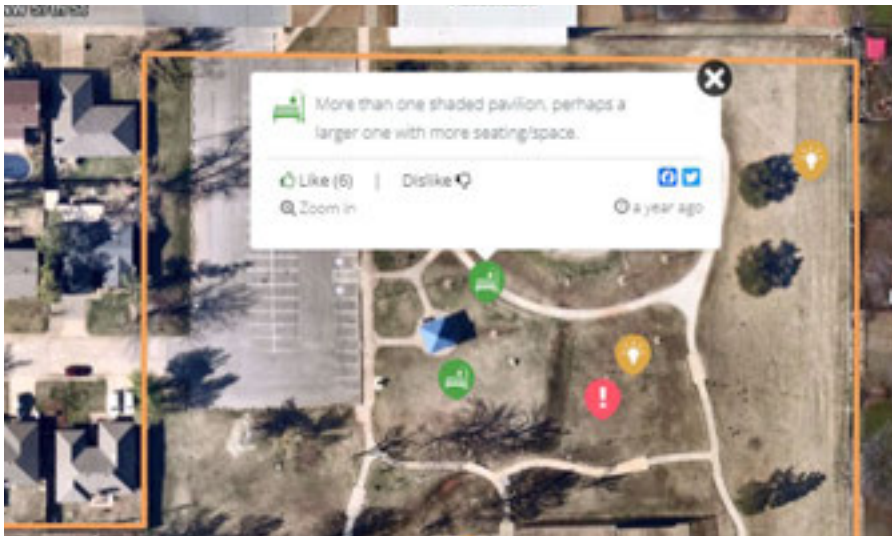 More than one shaded pavilion, perhaps a
larger one with more seating/space.
Like (6) | Dislike
Zoom in
a year ago